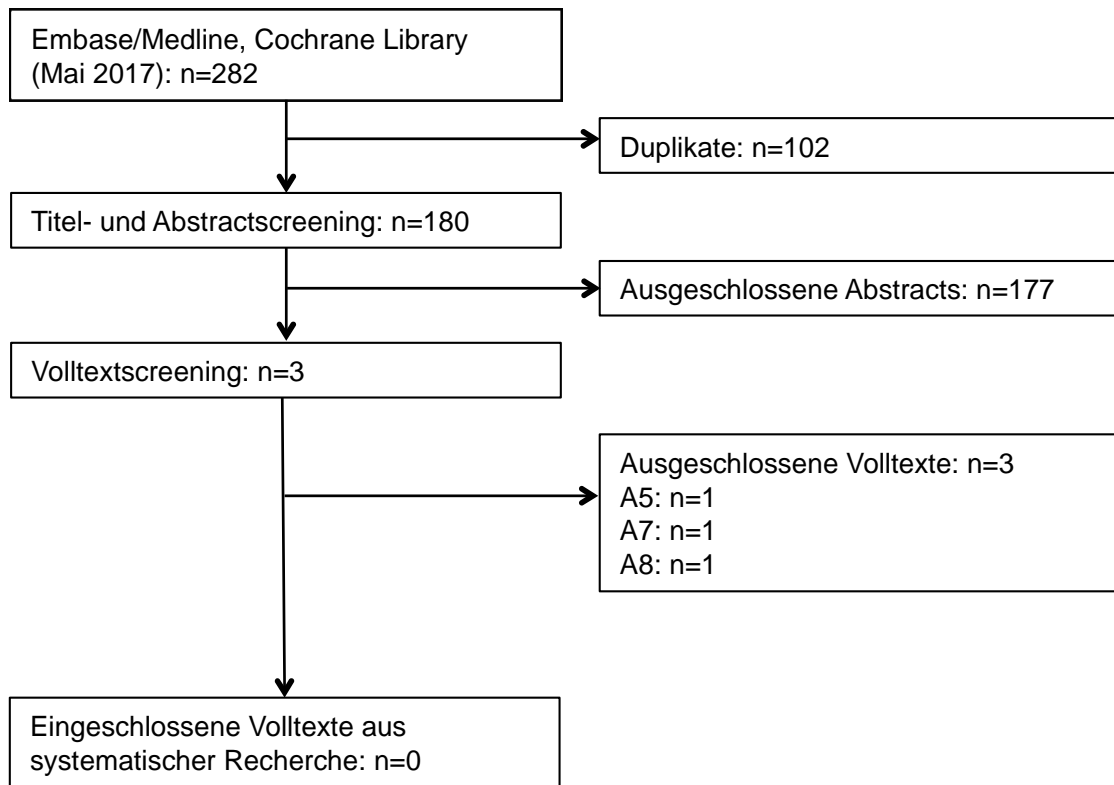 Embase/Medline, Cochrane Library
(Mai 2017): n=282
Duplikate: n=102
Titel- und Abstractscreening: n=180
Ausgeschlossene Abstracts: n=177
Volltextscreening: n=3
Ausgeschlossene Volltexte: n=3
A5: n=1
A7: n=1
A8: n=1
Eingeschlossene Volltexte aus
systematischer Recherche: n=0